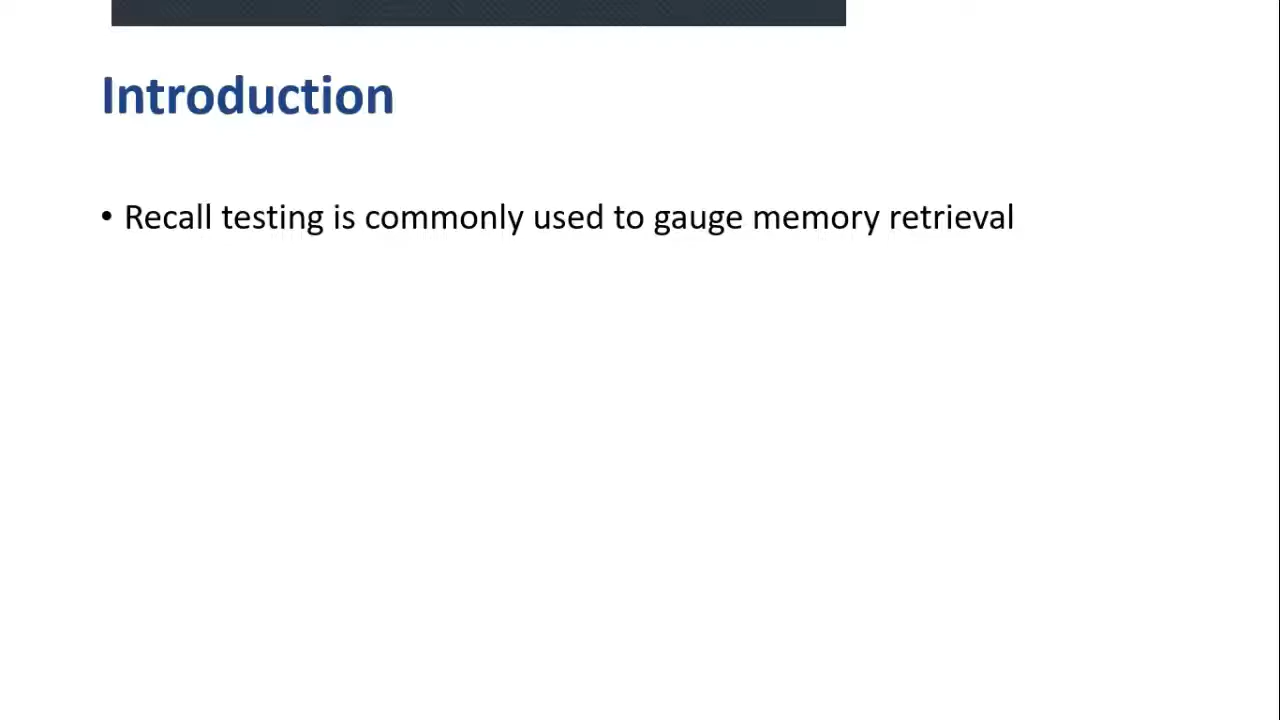 Introduction
• Recall testing is commonly used to gauge memory retrieval